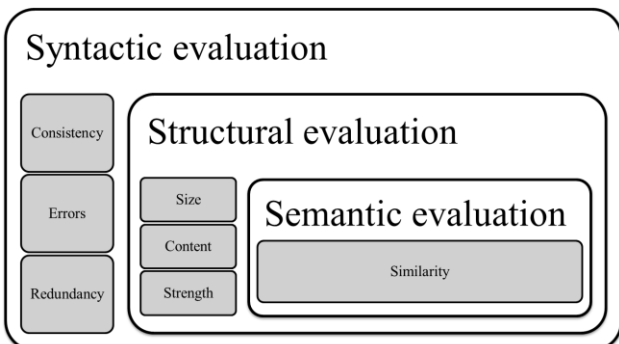 Syntactic evaluation
Consistency
Errors
Redundancy
Structural evaluation
Size
Content
Strength
Semantic evaluation
Similarity